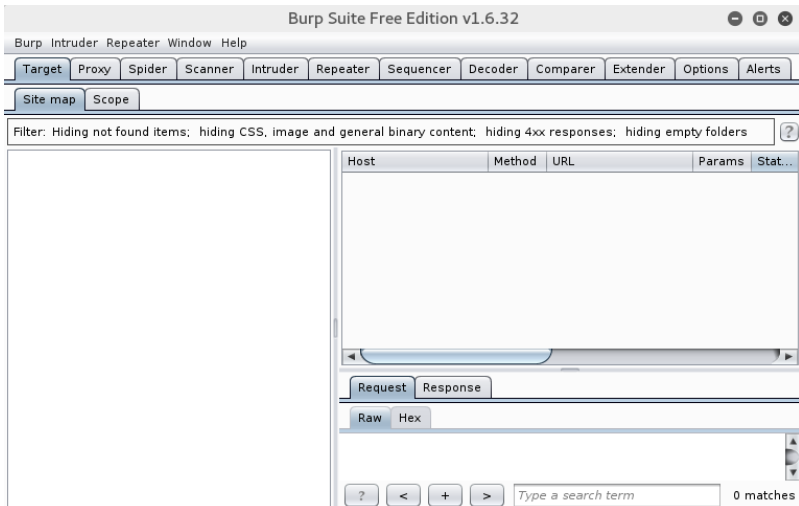 Burp Suite Free Edition v1.6.32
Burp Intruder Repeater Window Help
Target Proxy Spider Scanner Intruder Repeater Sequencer Decoder Comparer Extender Options Alerts
Site map Scope
Filter: Hiding not found items; hiding CSS, image and general binary content; hiding 4xx responses; hiding empty folders ?
Host Method URL Params Stat...
Request Response
Raw Hex
? < + > Type a search term 0 matches